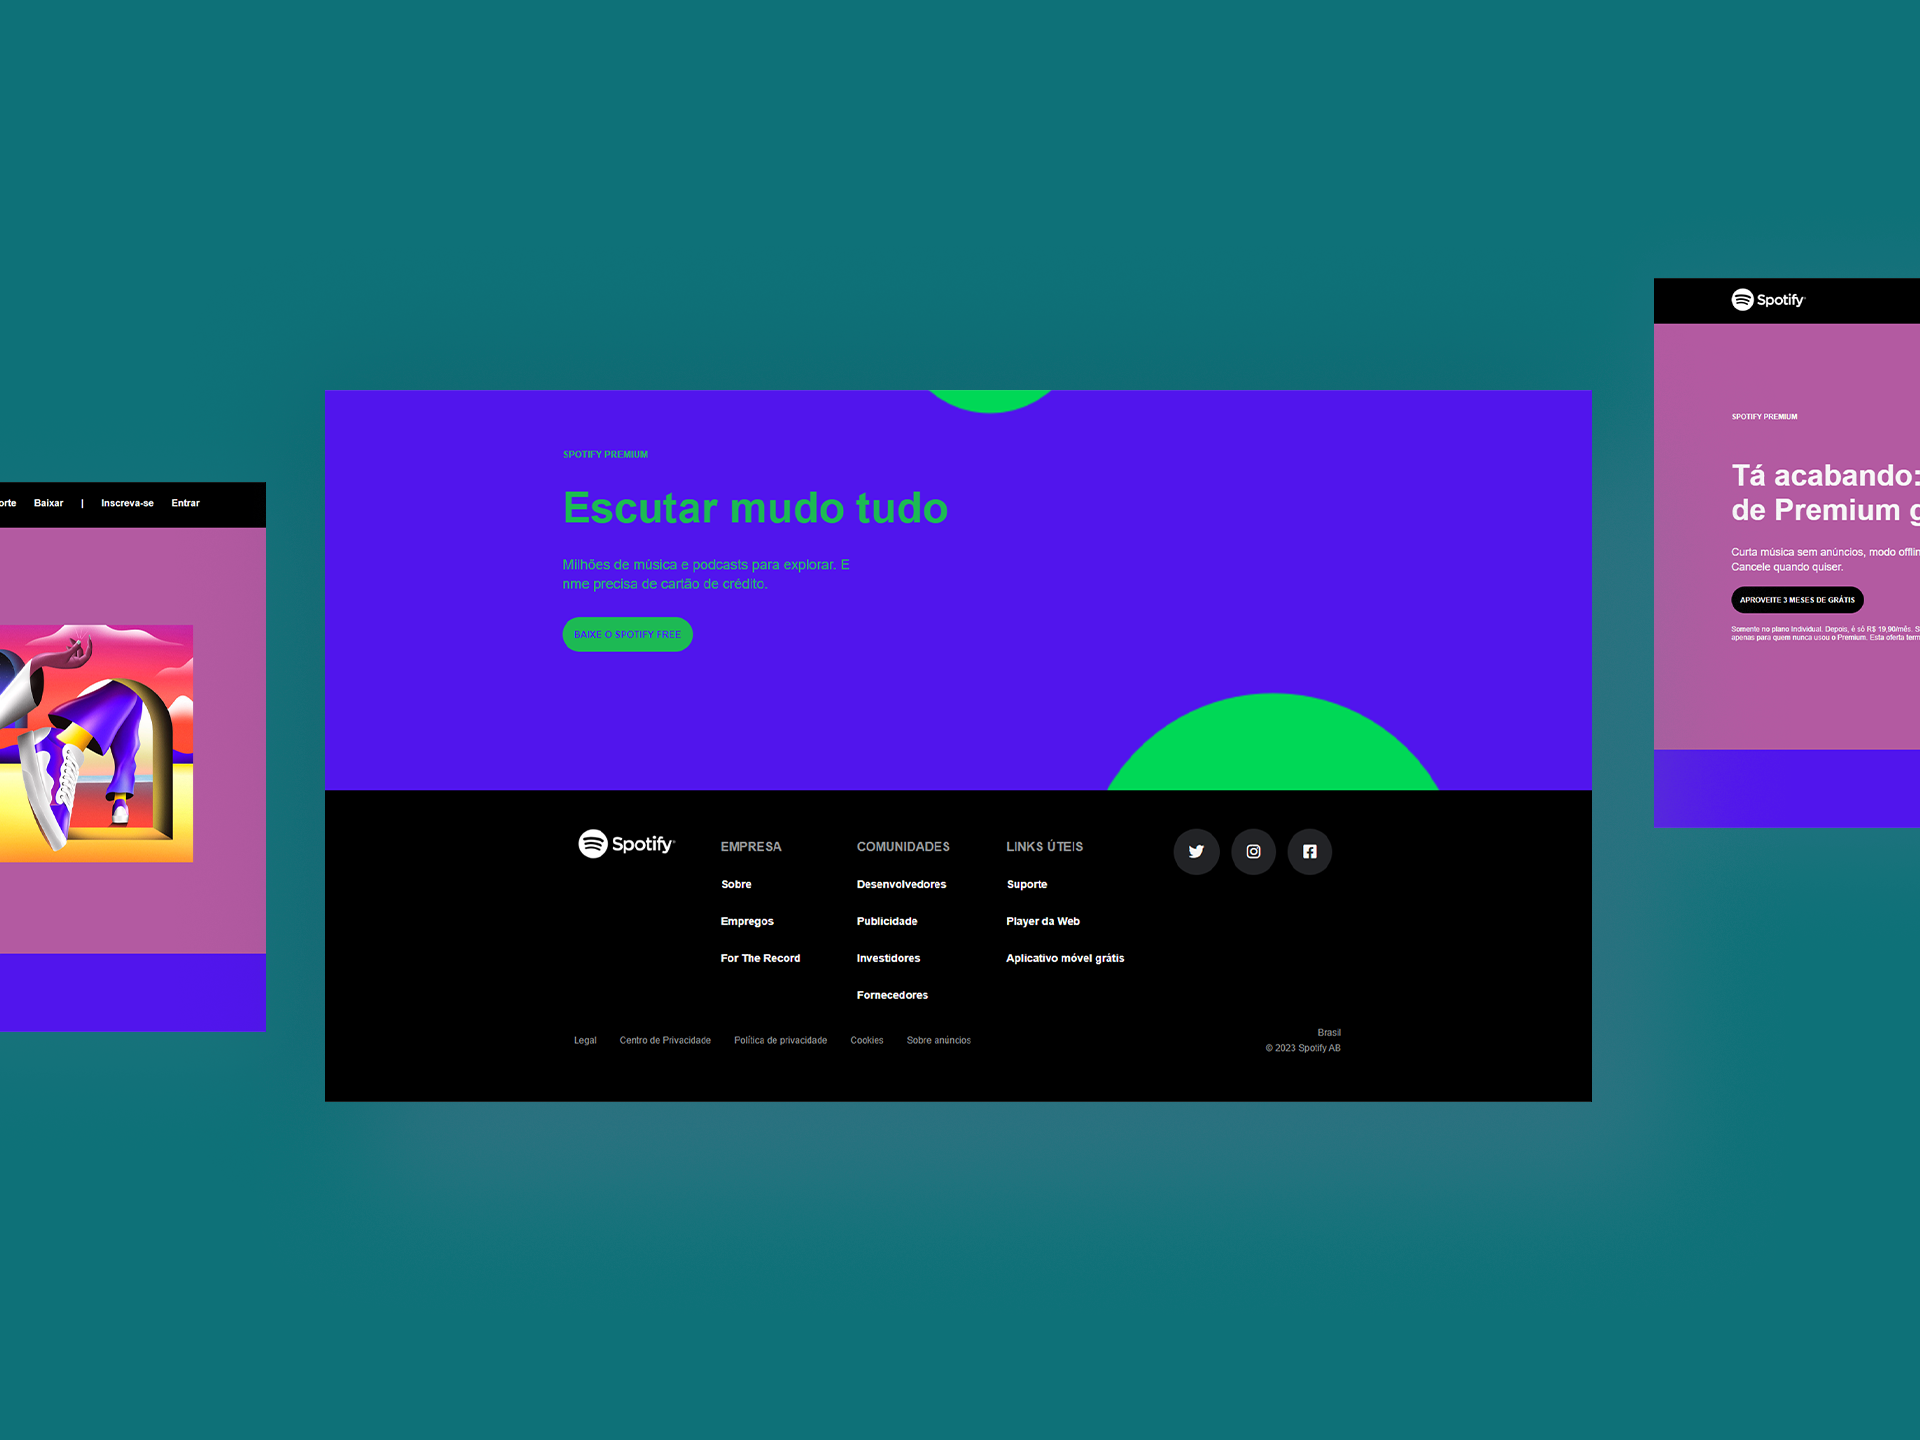 orte Baixar | Inscreva-se Entrar
SPOTIFY PREMIUM
Escutar mudo tudo
Milhões de música e podcasts para explorar. E
nme precisa de cartão de crédito.
BAIXE O SPOTIFY FREE
Spotify
EMPRESA
Sobre
Empregos
For The Record
COMUNIDADES
Desenvolvedores
Publicidade
Investidores
Fornecedores
LINKS ÚTEIS
Suporte
Player da Web
Aplicativo móvel grátis
Legal Centro de Privacidade Política de privacidade Cookies Sobre anúncios
Brasil
© 2023 Spotify AB
Spotify
SPOTIFY PREMIUM
Tá acabando:
de Premium g
Curta música sem anúncios, modo offlin
Cancele quando quiser.
APROVEITE 3 MESES DE GRÁTIS
Somente no plano Individual. Depois, é só R$ 19,90/mês. S
apenas para quem nunca usou o Premium. Esta oferta term